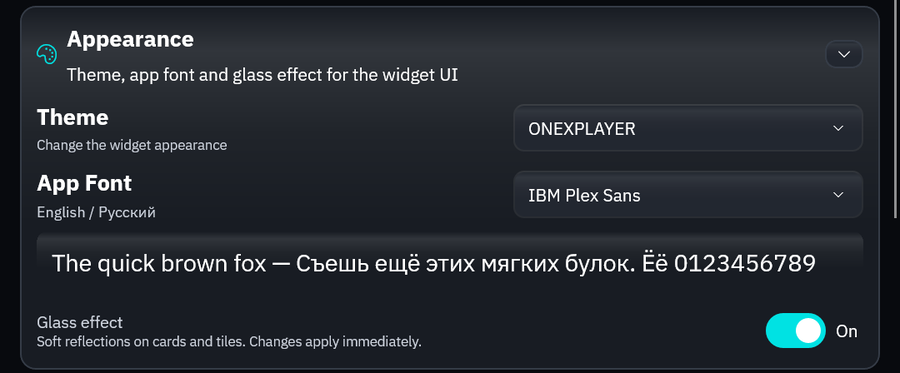 Appearance
Theme, app font and glass effect for the widget UI
Theme
Change the widget appearance
ONEXPLAYER
App Font
English / Русский
IBM Plex Sans
The quick brown fox — Съешь ещё этих мягких булок. Ёё 0123456789
Glass effect
Soft reflections on cards and tiles. Changes apply immediately.
On